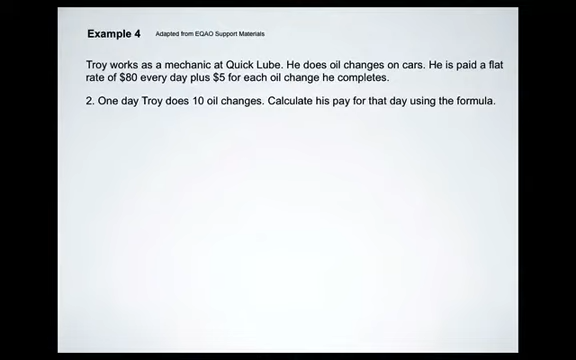 Example 4 Adapted from EQAO Support Materials
Troy works as a mechanic at Quick Lube. He does oil changes on cars. He is paid a flat
rate of $80 every day plus $5 for each oil change he completes.
2. One day Troy does 10 oil changes. Calculate his pay for that day using the formula.